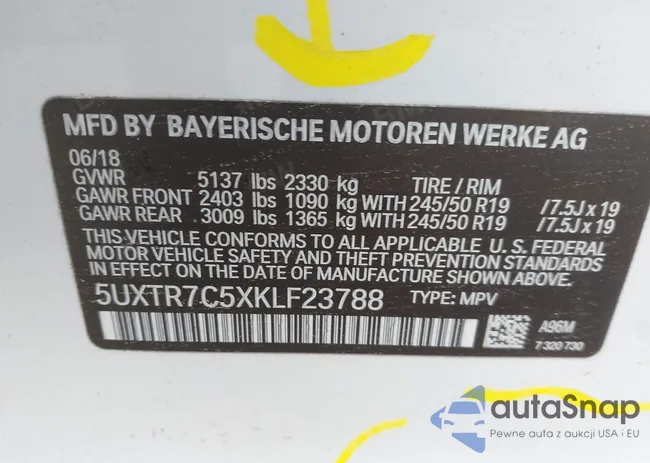 MFD BY BAYERISCHE MOTOREN WERKE AG
06/18
GVWR 5137 lbs 2330 kg TIRE / RIM
GAWR FRONT 2403 lbs 1090 kg WITH 245/50 R19 /7.5J x 19
GAWR REAR 3009 lbs 1365 kg WITH 245/50 R19 /7.5J x 19
THIS VEHICLE CONFORMS TO ALL APPLICABLE U. S. FEDERAL
MOTOR VEHICLE SAFETY AND THEFT PREVENTION STANDARDS
IN EFFECT ON THE DATE OF MANUFACTURE SHOWN ABOVE.
5UXTR7C5XKLF23788 TYPE: MPV
A96M
7 320 730
autaSnap
Pewne auta z aukcji USA i EU